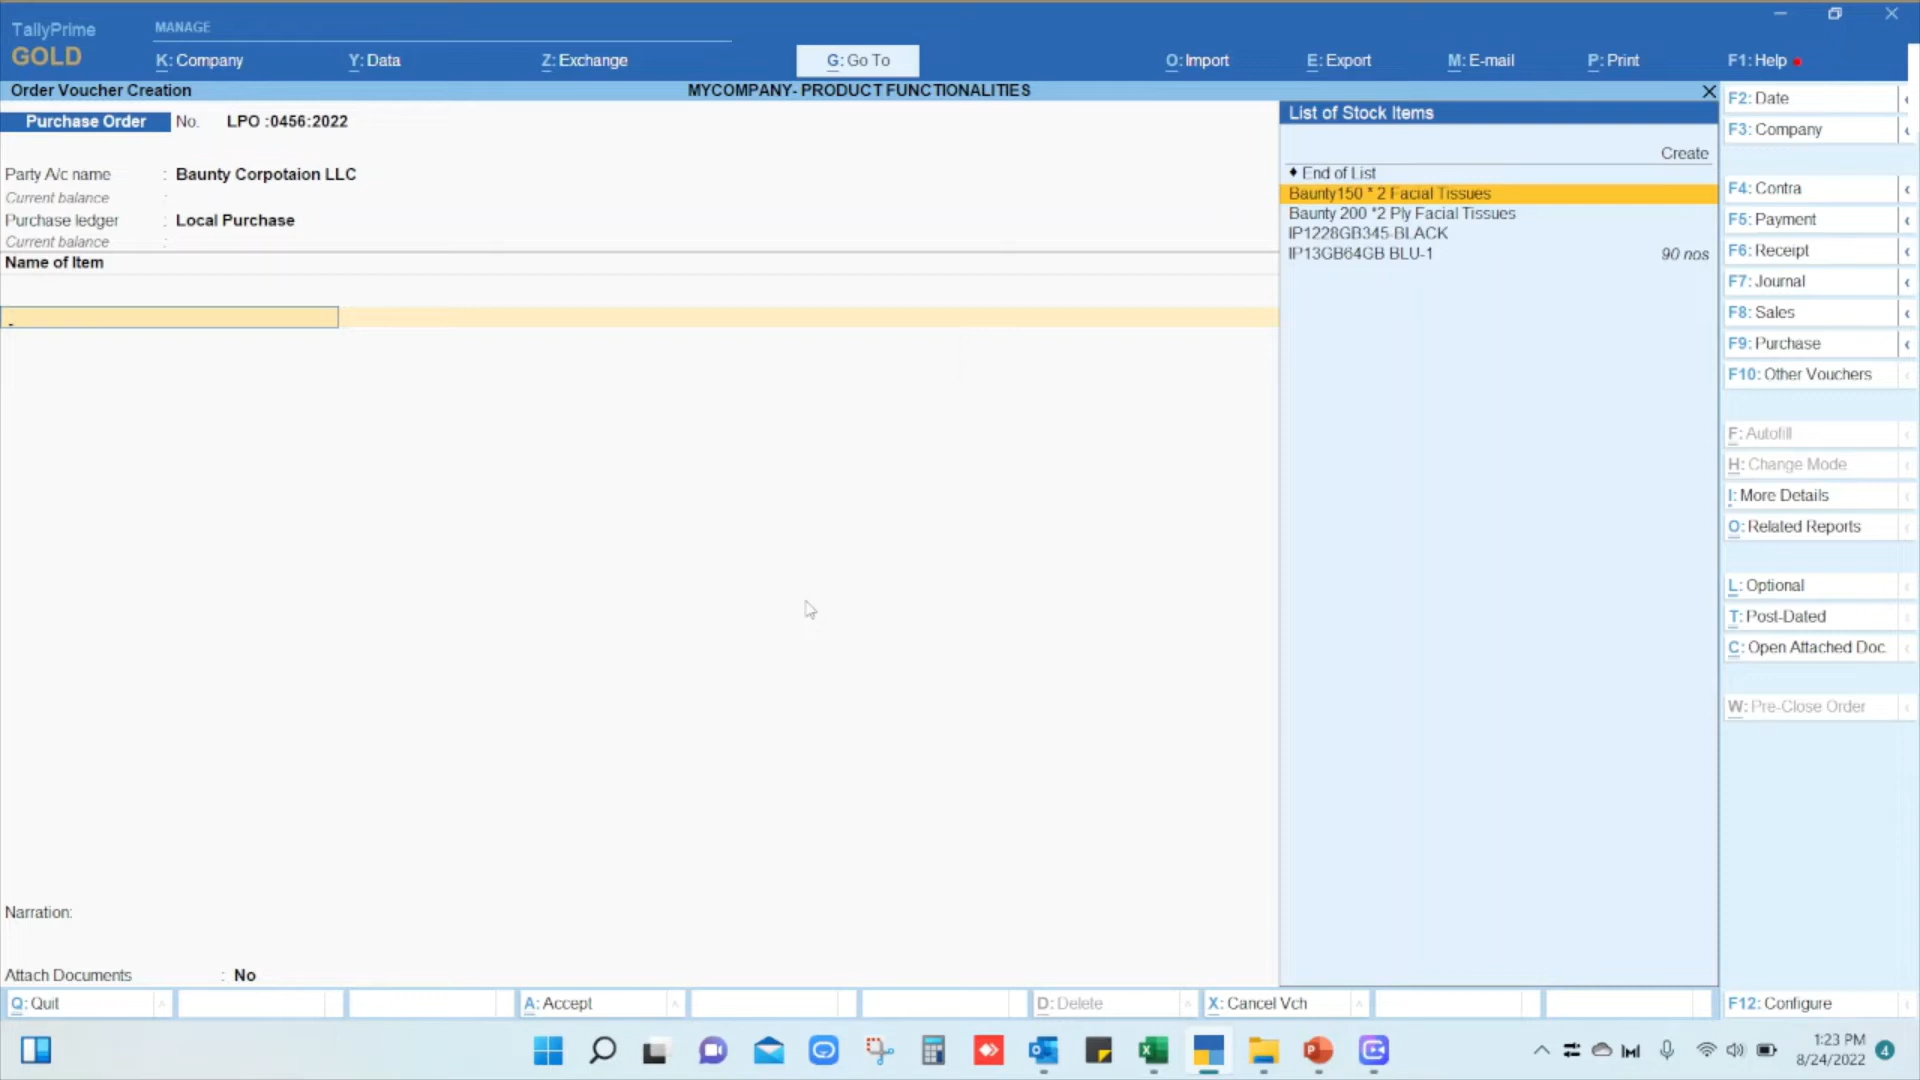 TallyPrime
GOLD
MANAGE
K: Company
Y: Data
Z: Exchange
G: Go To
O: Import
E: Export
M: E-mail
P: Print
F1: Help
Order Voucher Creation
MYCOMPANY- PRODUCT FUNCTIONALITIES
Purchase Order No. LPO :0456:2022
Party A/c name : Baunty Corpotaion LLC
Current balance :
Purchase ledger : Local Purchase
Current balance :
Name of Item
Narration:
Attach Documents : No
List of Stock Items
Create
♦ End of List
Baunty150 * 2 Facial Tissues
Baunty 200 *2 Ply Facial Tissues
IP1228GB345-BLACK
IP13GB64GB BLU-1 90 nos
F2: Date
F3: Company
F4: Contra
F5: Payment
F6: Receipt
F7: Journal
F8: Sales
F9: Purchase
F10: Other Vouchers
F: Autofill
H: Change Mode
I: More Details
O: Related Reports
L: Optional
T: Post-Dated
C: Open Attached Doc
W: Pre-Close Order
Q: Quit
A: Accept
D: Delete
X: Cancel Vch
F12: Configure
1:23 PM
8/24/2022
4